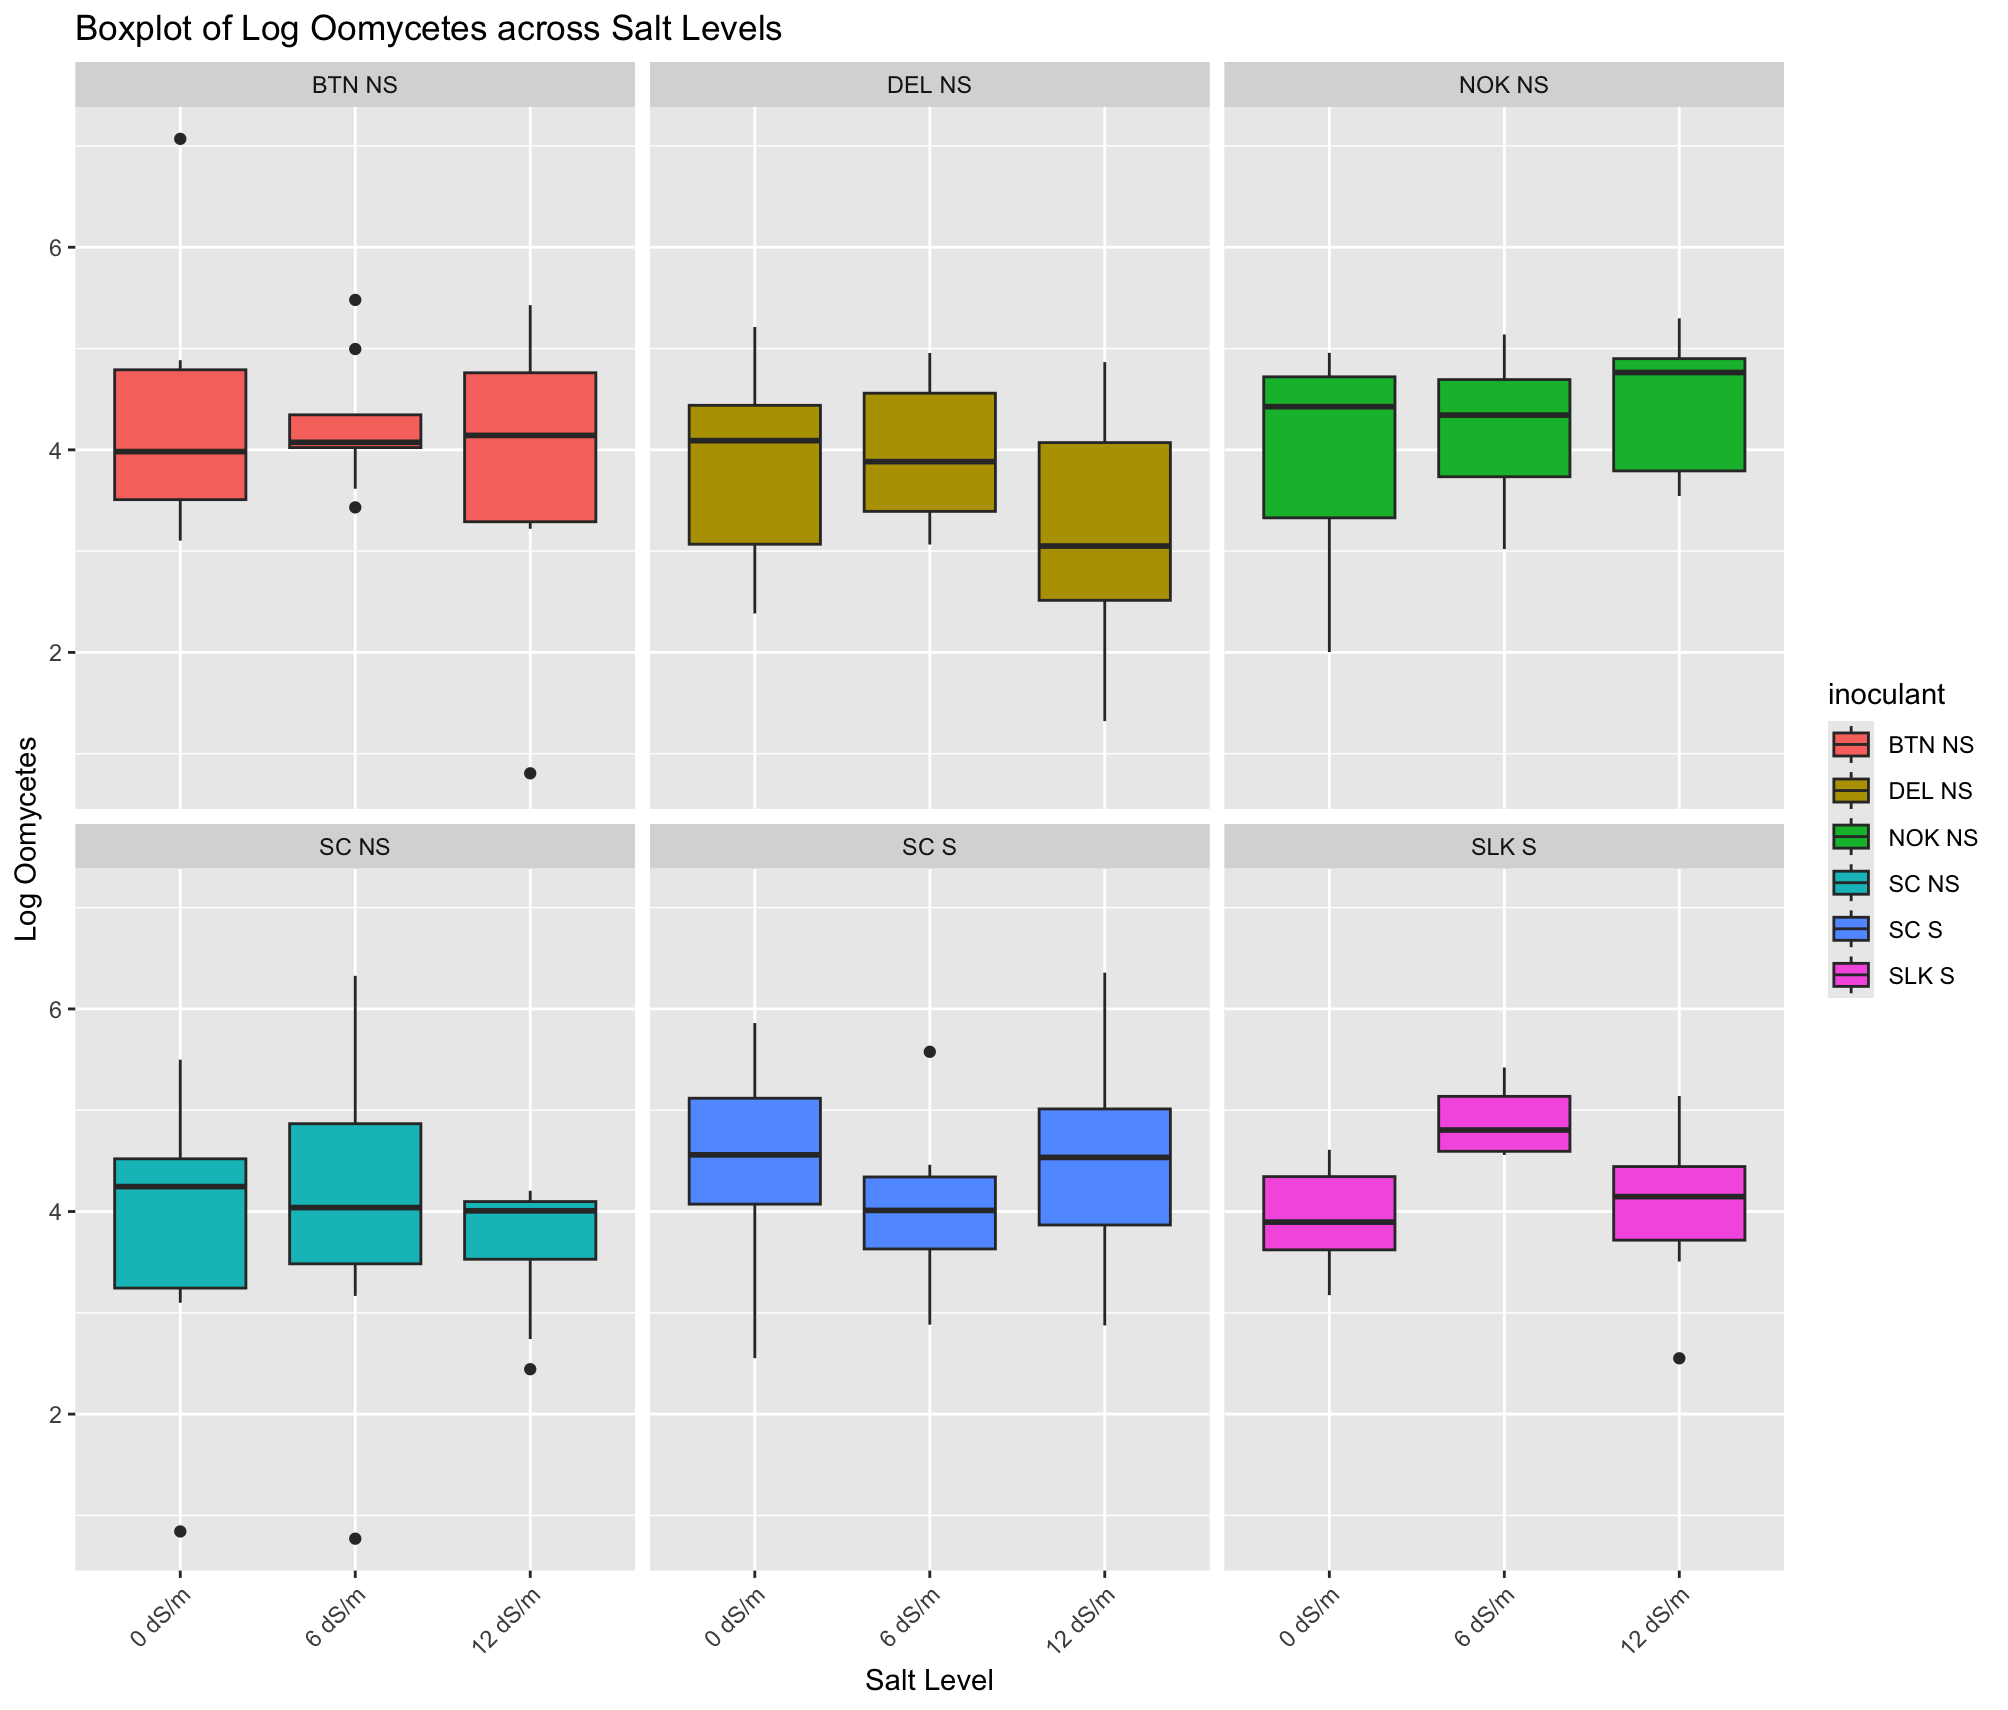 Boxplot of Log Oomycetes across Salt Levels
BTN NS
DEL NS
NOK NS
6
4
2
SC NS
SC S
SLK S
6
4
2
0 dS/m
6 dS/m
12 dS/m
0 dS/m
6 dS/m
12 dS/m
0 dS/m
6 dS/m
12 dS/m
Salt Level
Log Oomycetes
inoculant
BTN NS
DEL NS
NOK NS
SC NS
SC S
SLK S